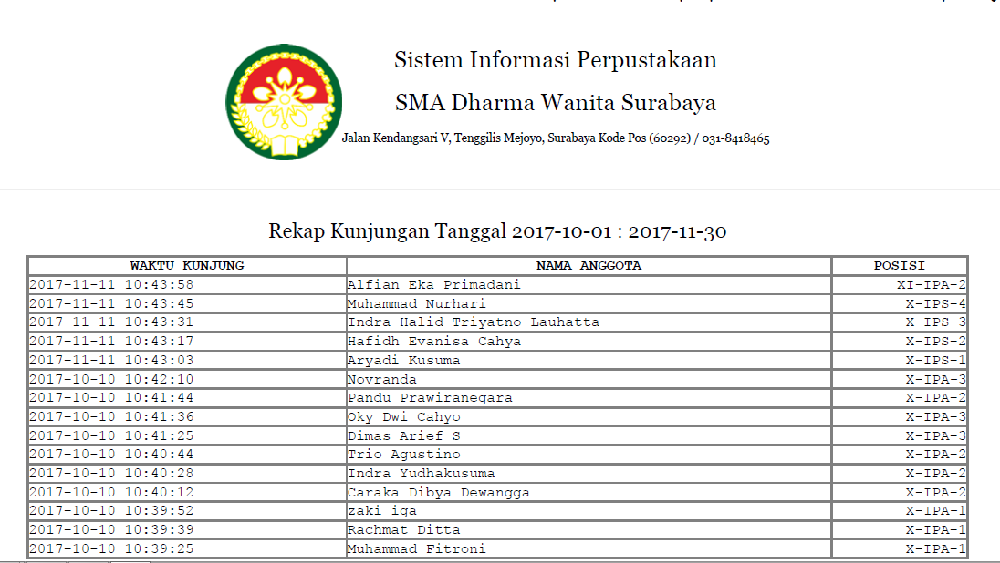 Sistem Informasi Perpustakaan
SMA Dharma Wanita Surabaya
Jalan Kendangsari V, Tenggilis Mejoyo, Surabaya Kode Pos (60292) / 031-8418465
Rekap Kunjungan Tanggal 2017-10-01 : 2017-11-30
WAKTU KUNJUNG NAMA ANGGOTA POSISI
2017-11-11 10:43:58 Alfian Eka Primadani XI-IPA-2
2017-11-11 10:43:45 Muhammad Nurhari X-IPS-4
2017-11-11 10:43:31 Indra Halid Triyatno Lauhatta X-IPS-3
2017-11-11 10:43:17 Hafidh Evanisa Cahya X-IPS-2
2017-11-11 10:43:03 Aryadi Kusuma X-IPS-1
2017-10-10 10:42:10 Novranda X-IPA-3
2017-10-10 10:41:44 Pandu Prawiranegara X-IPA-2
2017-10-10 10:41:36 Oky Dwi Cahyo X-IPA-3
2017-10-10 10:41:25 Dimas Arief S X-IPA-3
2017-10-10 10:40:44 Trio Agustino X-IPA-2
2017-10-10 10:40:28 Indra Yudhakusuma X-IPA-2
2017-10-10 10:40:12 Caraka Dibya Dewangga X-IPA-2
2017-10-10 10:39:52 zaki iga X-IPA-1
2017-10-10 10:39:39 Rachmat Ditta X-IPA-1
2017-10-10 10:39:25 Muhammad Fitroni X-IPA-1